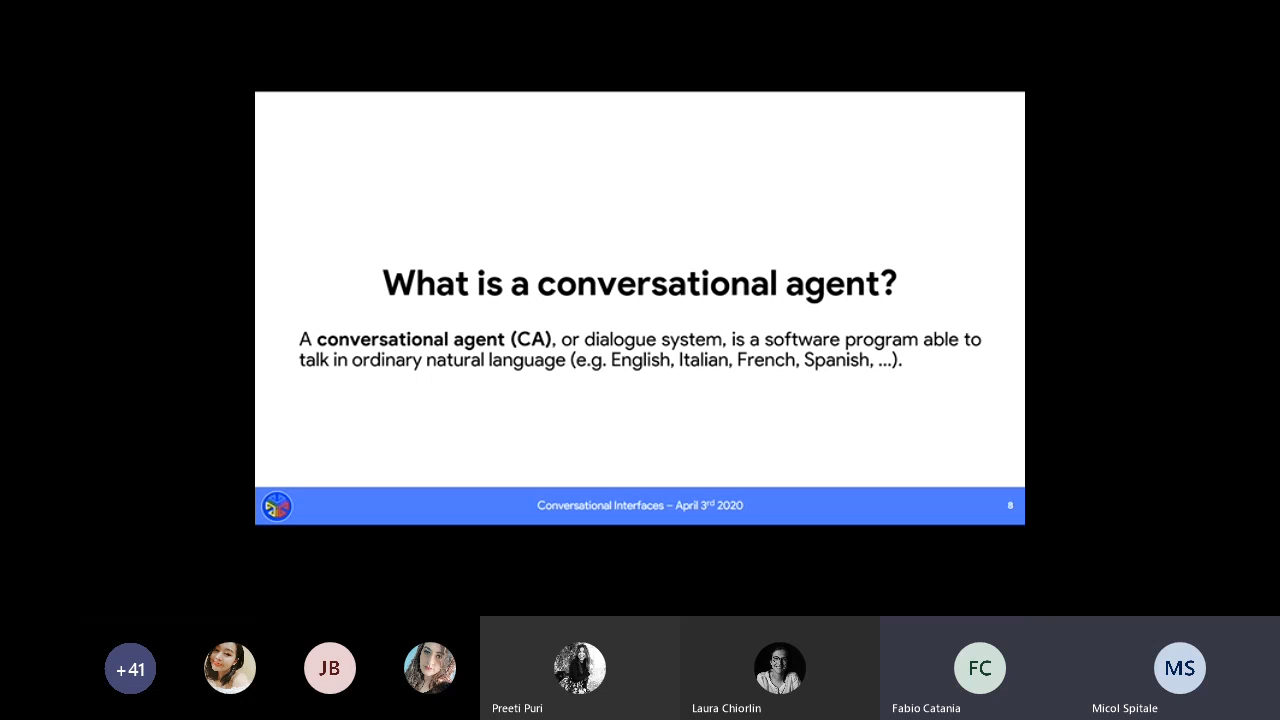 What is a conversational agent?
A conversational agent (CA), or dialogue system, is a software program able to
talk in ordinary natural language (e.g. English, Italian, French, Spanish, ...).
Conversational Interfaces – April 3rd 2020
8
+41
JB
FC
MS
Preeti Puri
Laura Chiorlin
Fabio Catania
Micol Spitale